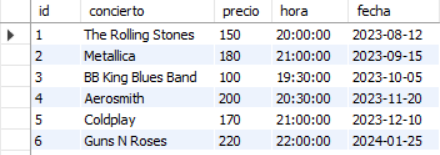 id concierto precio hora fecha
1 The Rolling Stones 150 20:00:00 2023-08-12
2 Metallica 180 21:00:00 2023-09-15
3 BB King Blues Band 100 19:30:00 2023-10-05
4 Aerosmith 200 20:30:00 2023-11-20
5 Coldplay 170 21:00:00 2023-12-10
6 Guns N Roses 220 22:00:00 2024-01-25